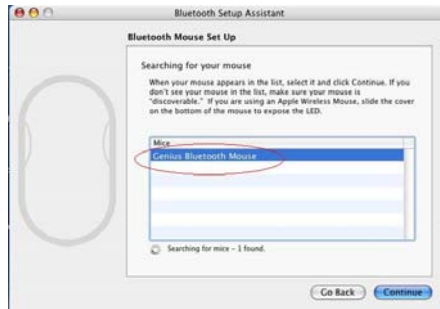 Bluetooth Setup Assistant
Bluetooth Mouse Set Up
Searching for your mouse
When your mouse appears in the list, select it and click Continue. If you
don't see your mouse in the list, make sure your mouse is
"discoverable." If you are using an Apple Wireless Mouse, slide the cover
on the bottom of the mouse to expose the LED.
Mice
Genius Bluetooth Mouse
Searching for mice – 1 found.
Go Back
Continue